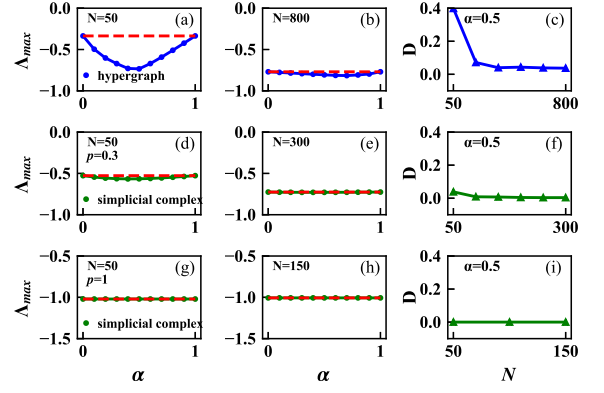 (a) N=50
Λmax
0.0
−0.5
−1.0
hypergraph
0 1
(b) N=800
0.0
−0.5
−1.0
0 1
(c) α=0.5
D
0.4
0.2
0.0
50 800
(d) N=50
p=0.3
Λmax
0.0
−0.5
−1.0
simplicial complex
0 1
(e) N=300
0.0
−0.5
−1.0
0 1
(f) α=0.5
D
0.4
0.2
0.0
50 300
(g) N=50
p=1
Λmax
−0.5
−1.0
−1.5
simplicial complex
0 1
α
(h) N=150
−0.5
−1.0
−1.5
0 1
α
(i) α=0.5
D
0.4
0.2
0.0
50 150
N